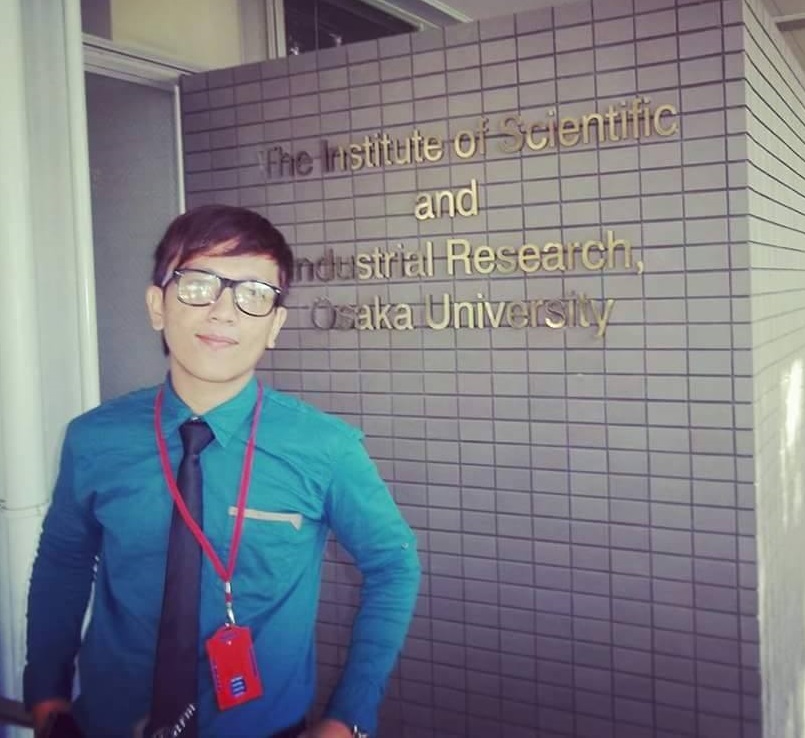 The Institute of Scientific
and
Industrial Research,
Osaka University